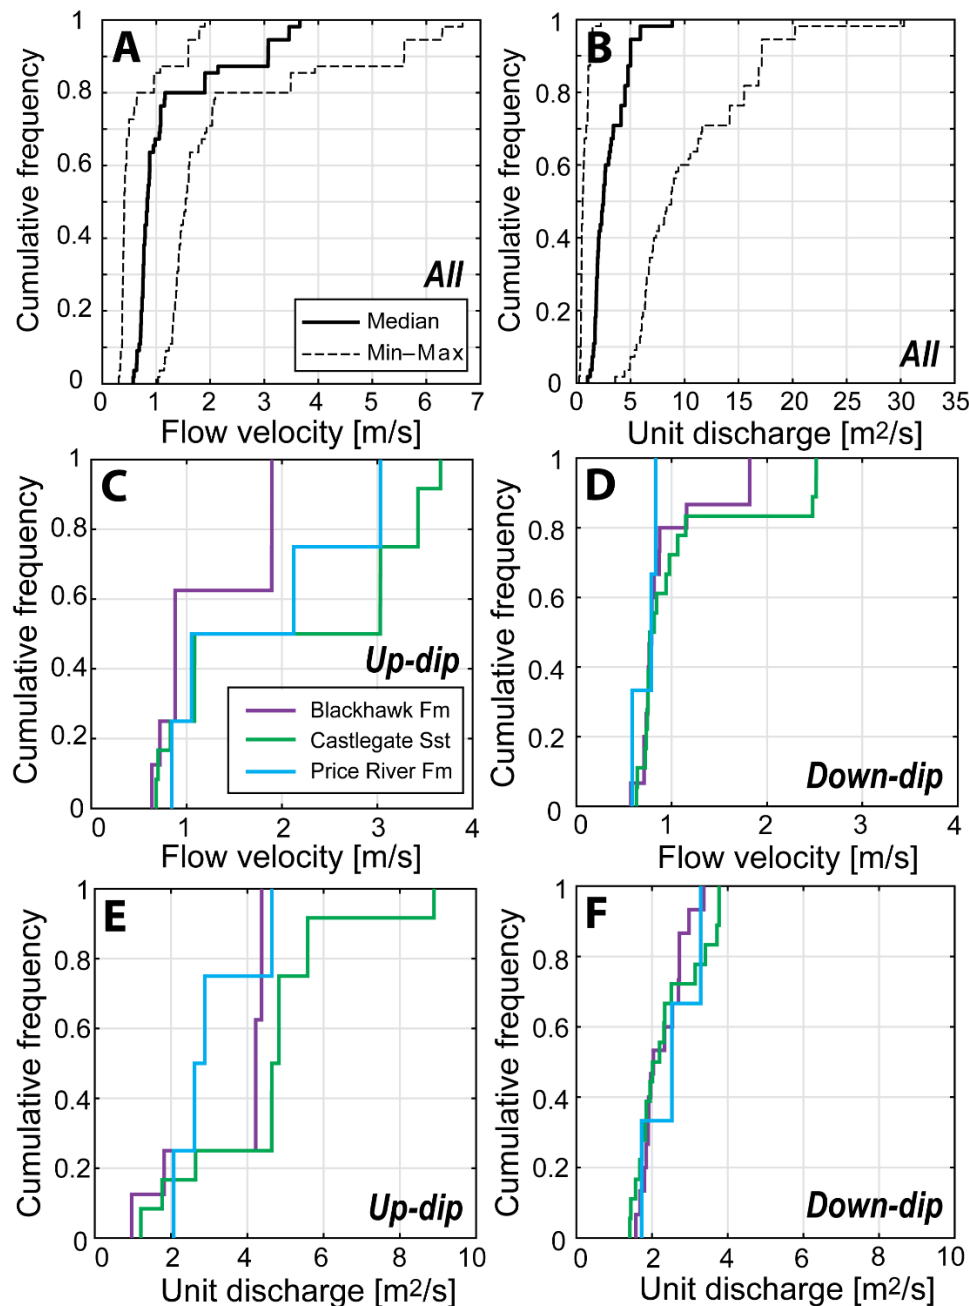 A
Cumulative frequency
1
0.8
0.6
0.4
0.2
0
0 1 2 3 4 5 6 7
Flow velocity [m/s]
All
Median
Min–Max
B
Cumulative frequency
1
0.8
0.6
0.4
0.2
0
0 5 10 15 20 25 30 35
Unit discharge [m2/s]
All
C
Cumulative frequency
1
0.8
0.6
0.4
0.2
0
0 1 2 3 4
Flow velocity [m/s]
Up-dip
Blackhawk Fm
Castlegate Sst
Price River Fm
D
Cumulative frequency
1
0.8
0.6
0.4
0.2
0
0 1 2 3 4
Flow velocity [m/s]
Down-dip
E
Cumulative frequency
1
0.8
0.6
0.4
0.2
0
0 2 4 6 8 10
Unit discharge [m2/s]
Up-dip
F
Cumulative frequency
1
0.8
0.6
0.4
0.2
0
0 2 4 6 8 10
Unit discharge [m2/s]
Down-dip